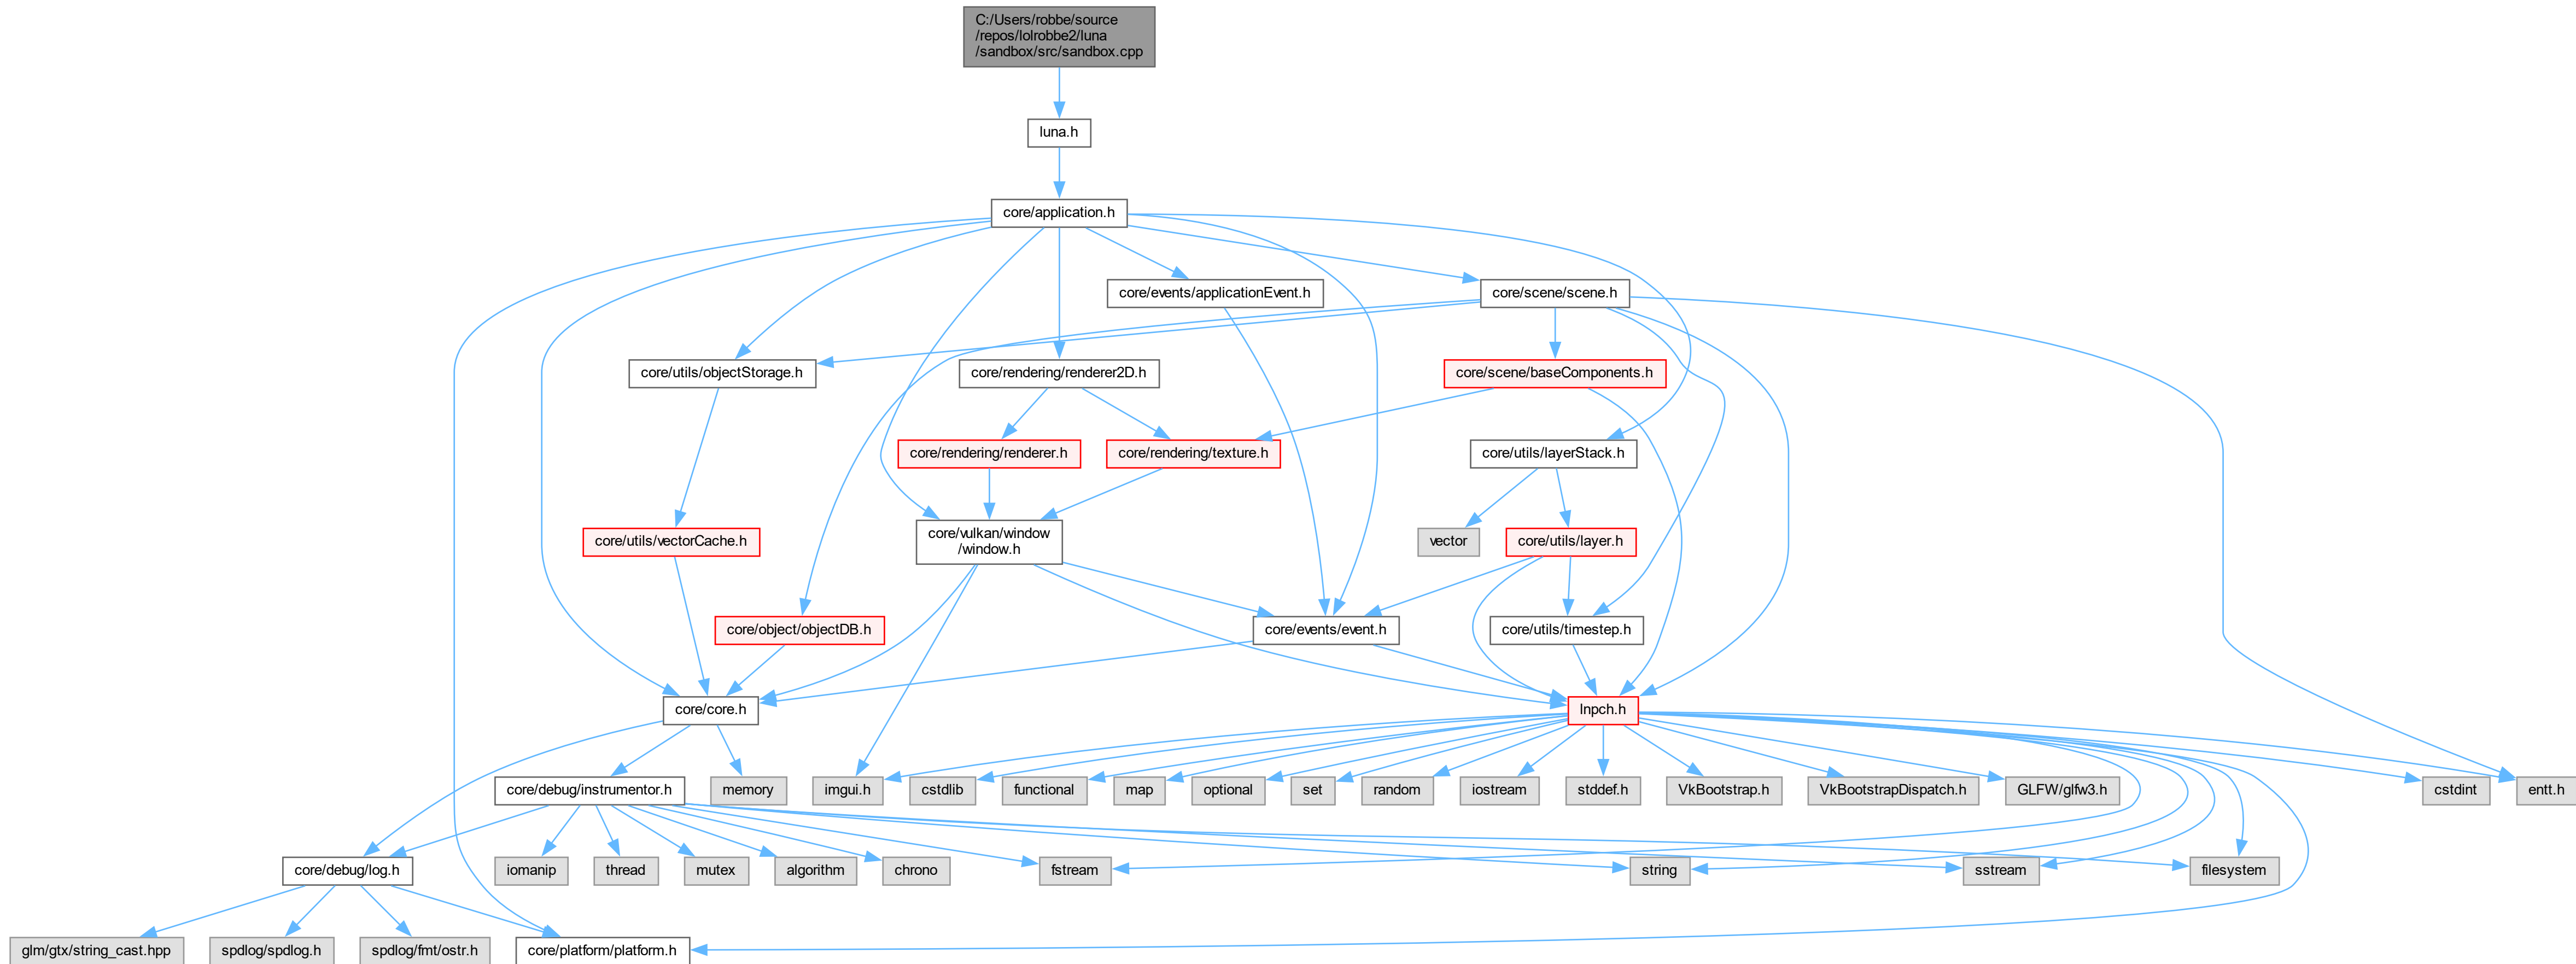 C:/Users/robbe/source
/repos/lolrobbe2/luna
/sandbox/src/sandbox.cpp
luna.h
core/application.h
core/events/applicationEvent.h
core/scene/scene.h
core/utils/objectStorage.h
core/rendering/renderer2D.h
core/scene/baseComponents.h
core/rendering/renderer.h
core/rendering/texture.h
core/utils/layerStack.h
core/utils/vectorCache.h
core/vulkan/window
/window.h
vector
core/utils/layer.h
core/object/objectDB.h
core/events/event.h
core/utils/timestep.h
core/core.h
lnpch.h
core/debug/instrumentor.h
memory
imgui.h
cstdlib
functional
map
optional
set
random
iostream
stddef.h
VkBootstrap.h
VkBootstrapDispatch.h
GLFW/glfw3.h
cstdint
entt.h
core/debug/log.h
iomanip
thread
mutex
algorithm
chrono
fstream
string
sstream
filesystem
glm/gtx/string_cast.hpp
spdlog/spdlog.h
spdlog/fmt/ostr.h
core/platform/platform.h